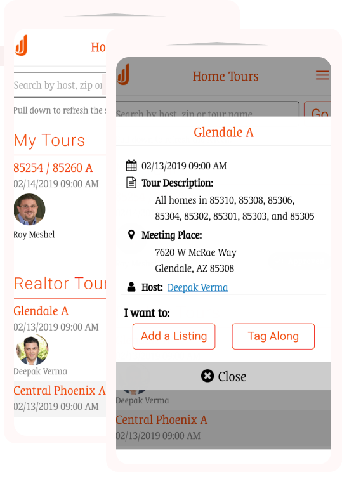 Ho
Search by host, zip or
Pull down to refresh the s
My Tours
85254 / 85260 A
02/14/2019 09:00 AM
Roy Meshel
Realtor Tour
Glendale A
02/13/2019 09:00 AM
Deepak Verma
Central Phoenix A
02/13/2019 09:00 AM
Home Tours
Search by host, zip or tour name
Go
Glendale A
02/13/2019 09:00 AM
Tour Description:
All homes in 85310, 85308, 85306,
85304, 85302, 85301, 85303, and 85305
Meeting Place:
7620 W McRae Way
Glendale, AZ 85308
Host: Deepak Verma
I want to:
Add a Listing Tag Along
Close
Deepak Verma
Central Phoenix A
02/13/2019 09:00 AM